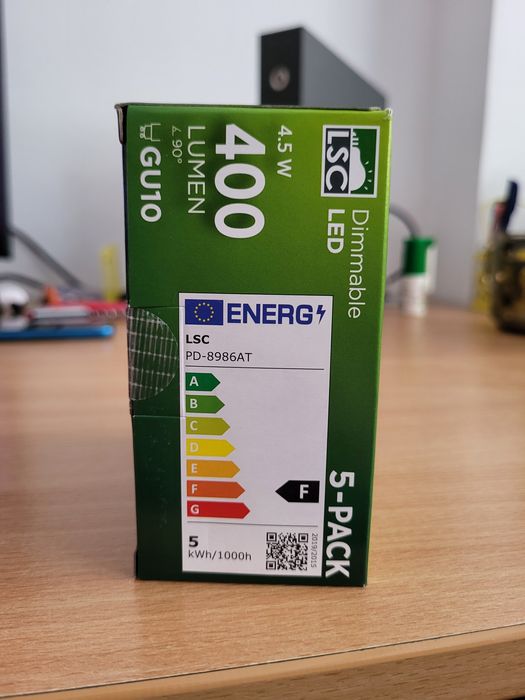 LSC
Dimmable
LED
4.5 W
400
LUMEN
90°
GU10
ENERG
LSC
PD-8986AT
A
B
C
D
E
F
G
F
5
kWh/1000h
2019/2015
5-PACK